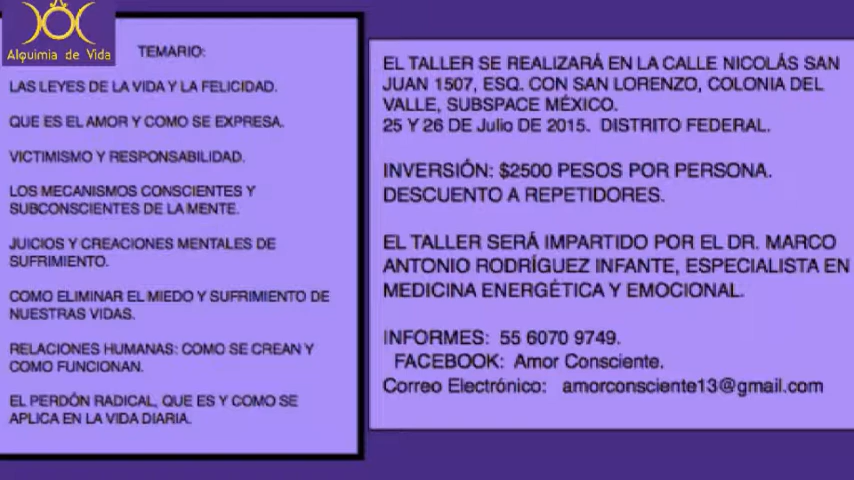 Alquimia de Vida
TEMARIO:
LAS LEYES DE LA VIDA Y LA FELICIDAD.
QUE ES EL AMOR Y COMO SE EXPRESA.
VICTIMISMO Y RESPONSABILIDAD.
LOS MECANISMOS CONSCIENTES Y
SUBCONSCIENTES DE LA MENTE.
JUICIOS Y CREACIONES MENTALES DE
SUFRIMIENTO.
COMO ELIMINAR EL MIEDO Y SUFRIMIENTO DE
NUESTRAS VIDAS.
RELACIONES HUMANAS: COMO SE CREAN Y
COMO FUNCIONAN.
EL PERDÓN RADICAL, QUE ES Y COMO SE
APLICA EN LA VIDA DIARIA.
EL TALLER SE REALIZARÁ EN LA CALLE NICOLÁS SAN
JUAN 1507, ESQ. CON SAN LORENZO, COLONIA DEL
VALLE, SUBSPACE MÉXICO.
25 Y 26 DE Julio DE 2015. DISTRITO FEDERAL.
INVERSIÓN: $2500 PESOS POR PERSONA.
DESCUENTO A REPETIDORES.
EL TALLER SERÁ IMPARTIDO POR EL DR. MARCO
ANTONIO RODRÍGUEZ INFANTE, ESPECIALISTA EN
MEDICINA ENERGÉTICA Y EMOCIONAL.
INFORMES: 55 6070 9749.
FACEBOOK: Amor Consciente.
Correo Electrónico: amorconsciente13@gmail.com